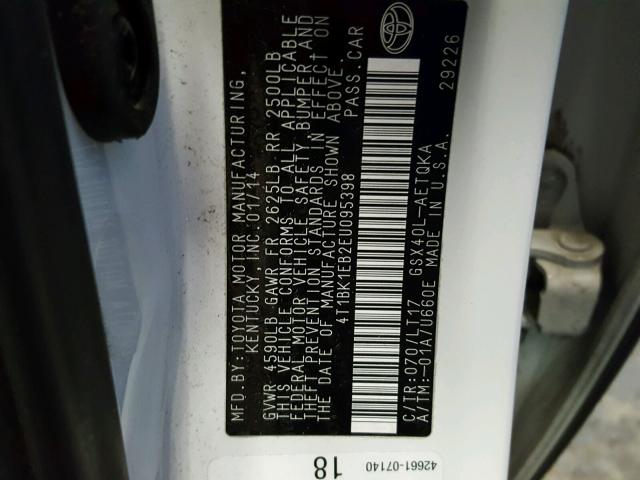 MFD. BY: TOYOTA MOTOR MANUFACTURING,
KENTUCKY, INC. 01/14
GVWR 4590LB GAWR FR 2625LB RR 2500LB
THIS VEHICLE CONFORMS TO ALL APPLICABLE
FEDERAL MOTOR VEHICLE SAFETY, BUMPER AND
THEFT PREVENTION STANDARDS IN EFFECT ON
THE DATE OF MANUFACTURE SHOWN ABOVE.
4T1BK1EB2EU095398 PASS.CAR
C/TR:070/LT17 GSX40L-AETQKA 29226
A/TM:-01A/U660E MADE IN U.S.A.
42661-07140
18